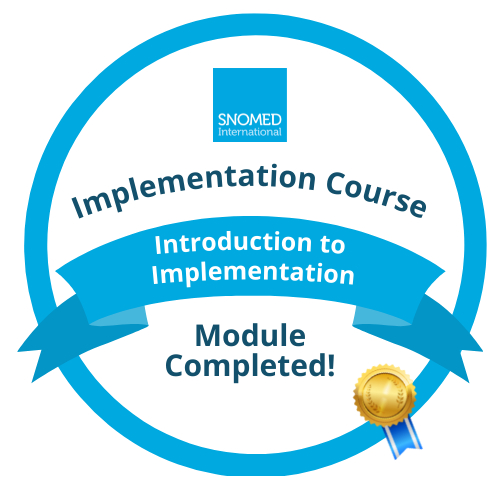 SNOMED
International
Implementation Course
Introduction to
Implementation
Module
Completed!